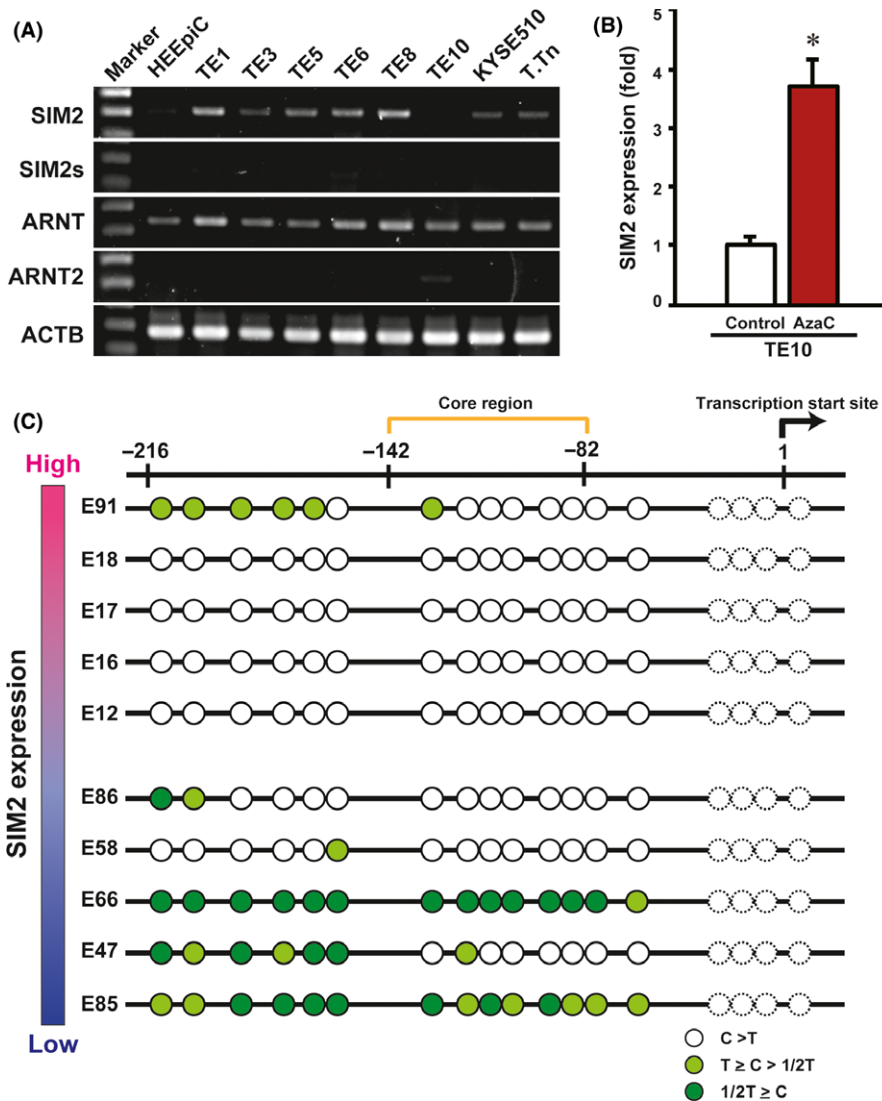 (A)
Marker HEEpiC TE1 TE3 TE5 TE6 TE8 TE10 KYSE510 T.Tn
SIM2
SIM2s
ARNT
ARNT2
ACTB
(B)
SIM2 expression (fold)
5
4
3
2
1
0
*
Control AzaC
TE10
(C)
Core region
Transcription start site
−216 −142 −82 1
High
SIM2 expression
Low
E91
E18
E17
E16
E12
E86
E58
E66
E47
E85
C >T
T ≥ C > 1/2T
1/2T ≥ C